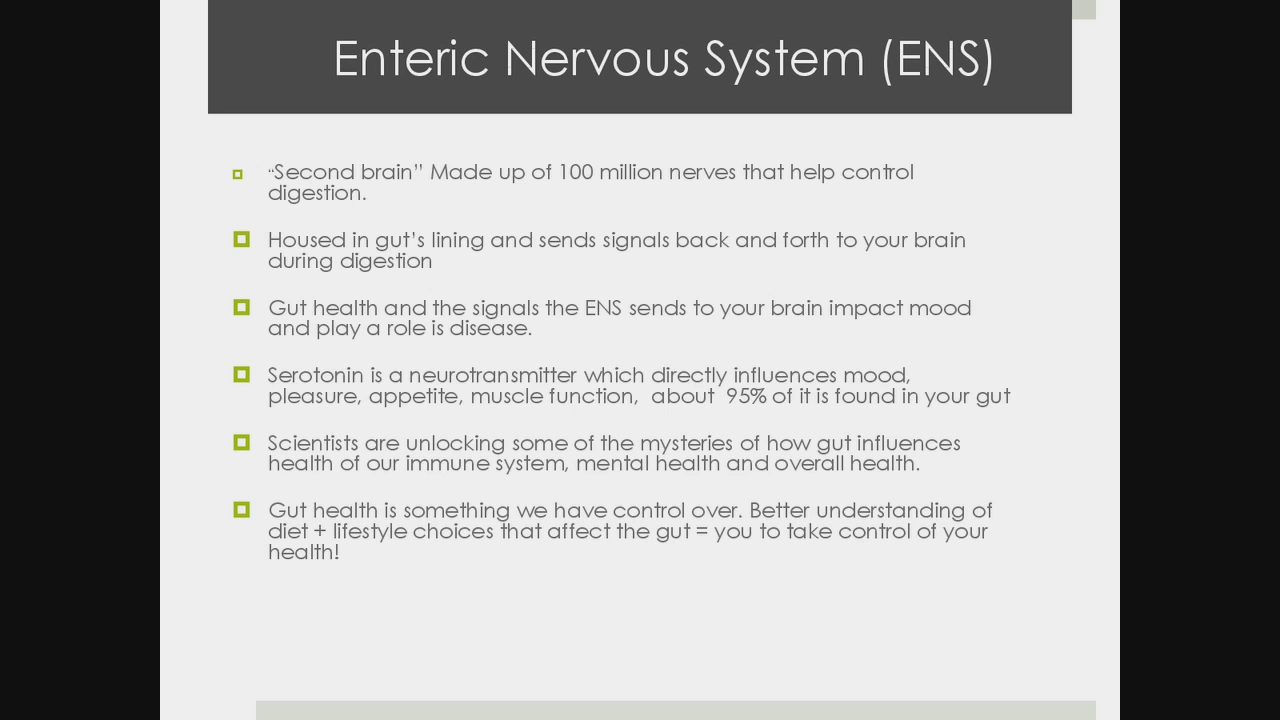 Enteric Nervous System (ENS)
“Second brain” Made up of 100 million nerves that help control
digestion.
Housed in gut’s lining and sends signals back and forth to your brain
during digestion
Gut health and the signals the ENS sends to your brain impact mood
and play a role is disease.
Serotonin is a neurotransmitter which directly influences mood,
pleasure, appetite, muscle function,  about  95% of it is found in your gut
Scientists are unlocking some of the mysteries of how gut influences
health of our immune system, mental health and overall health.
Gut health is something we have control over. Better understanding of
diet + lifestyle choices that affect the gut = you to take control of your
health!